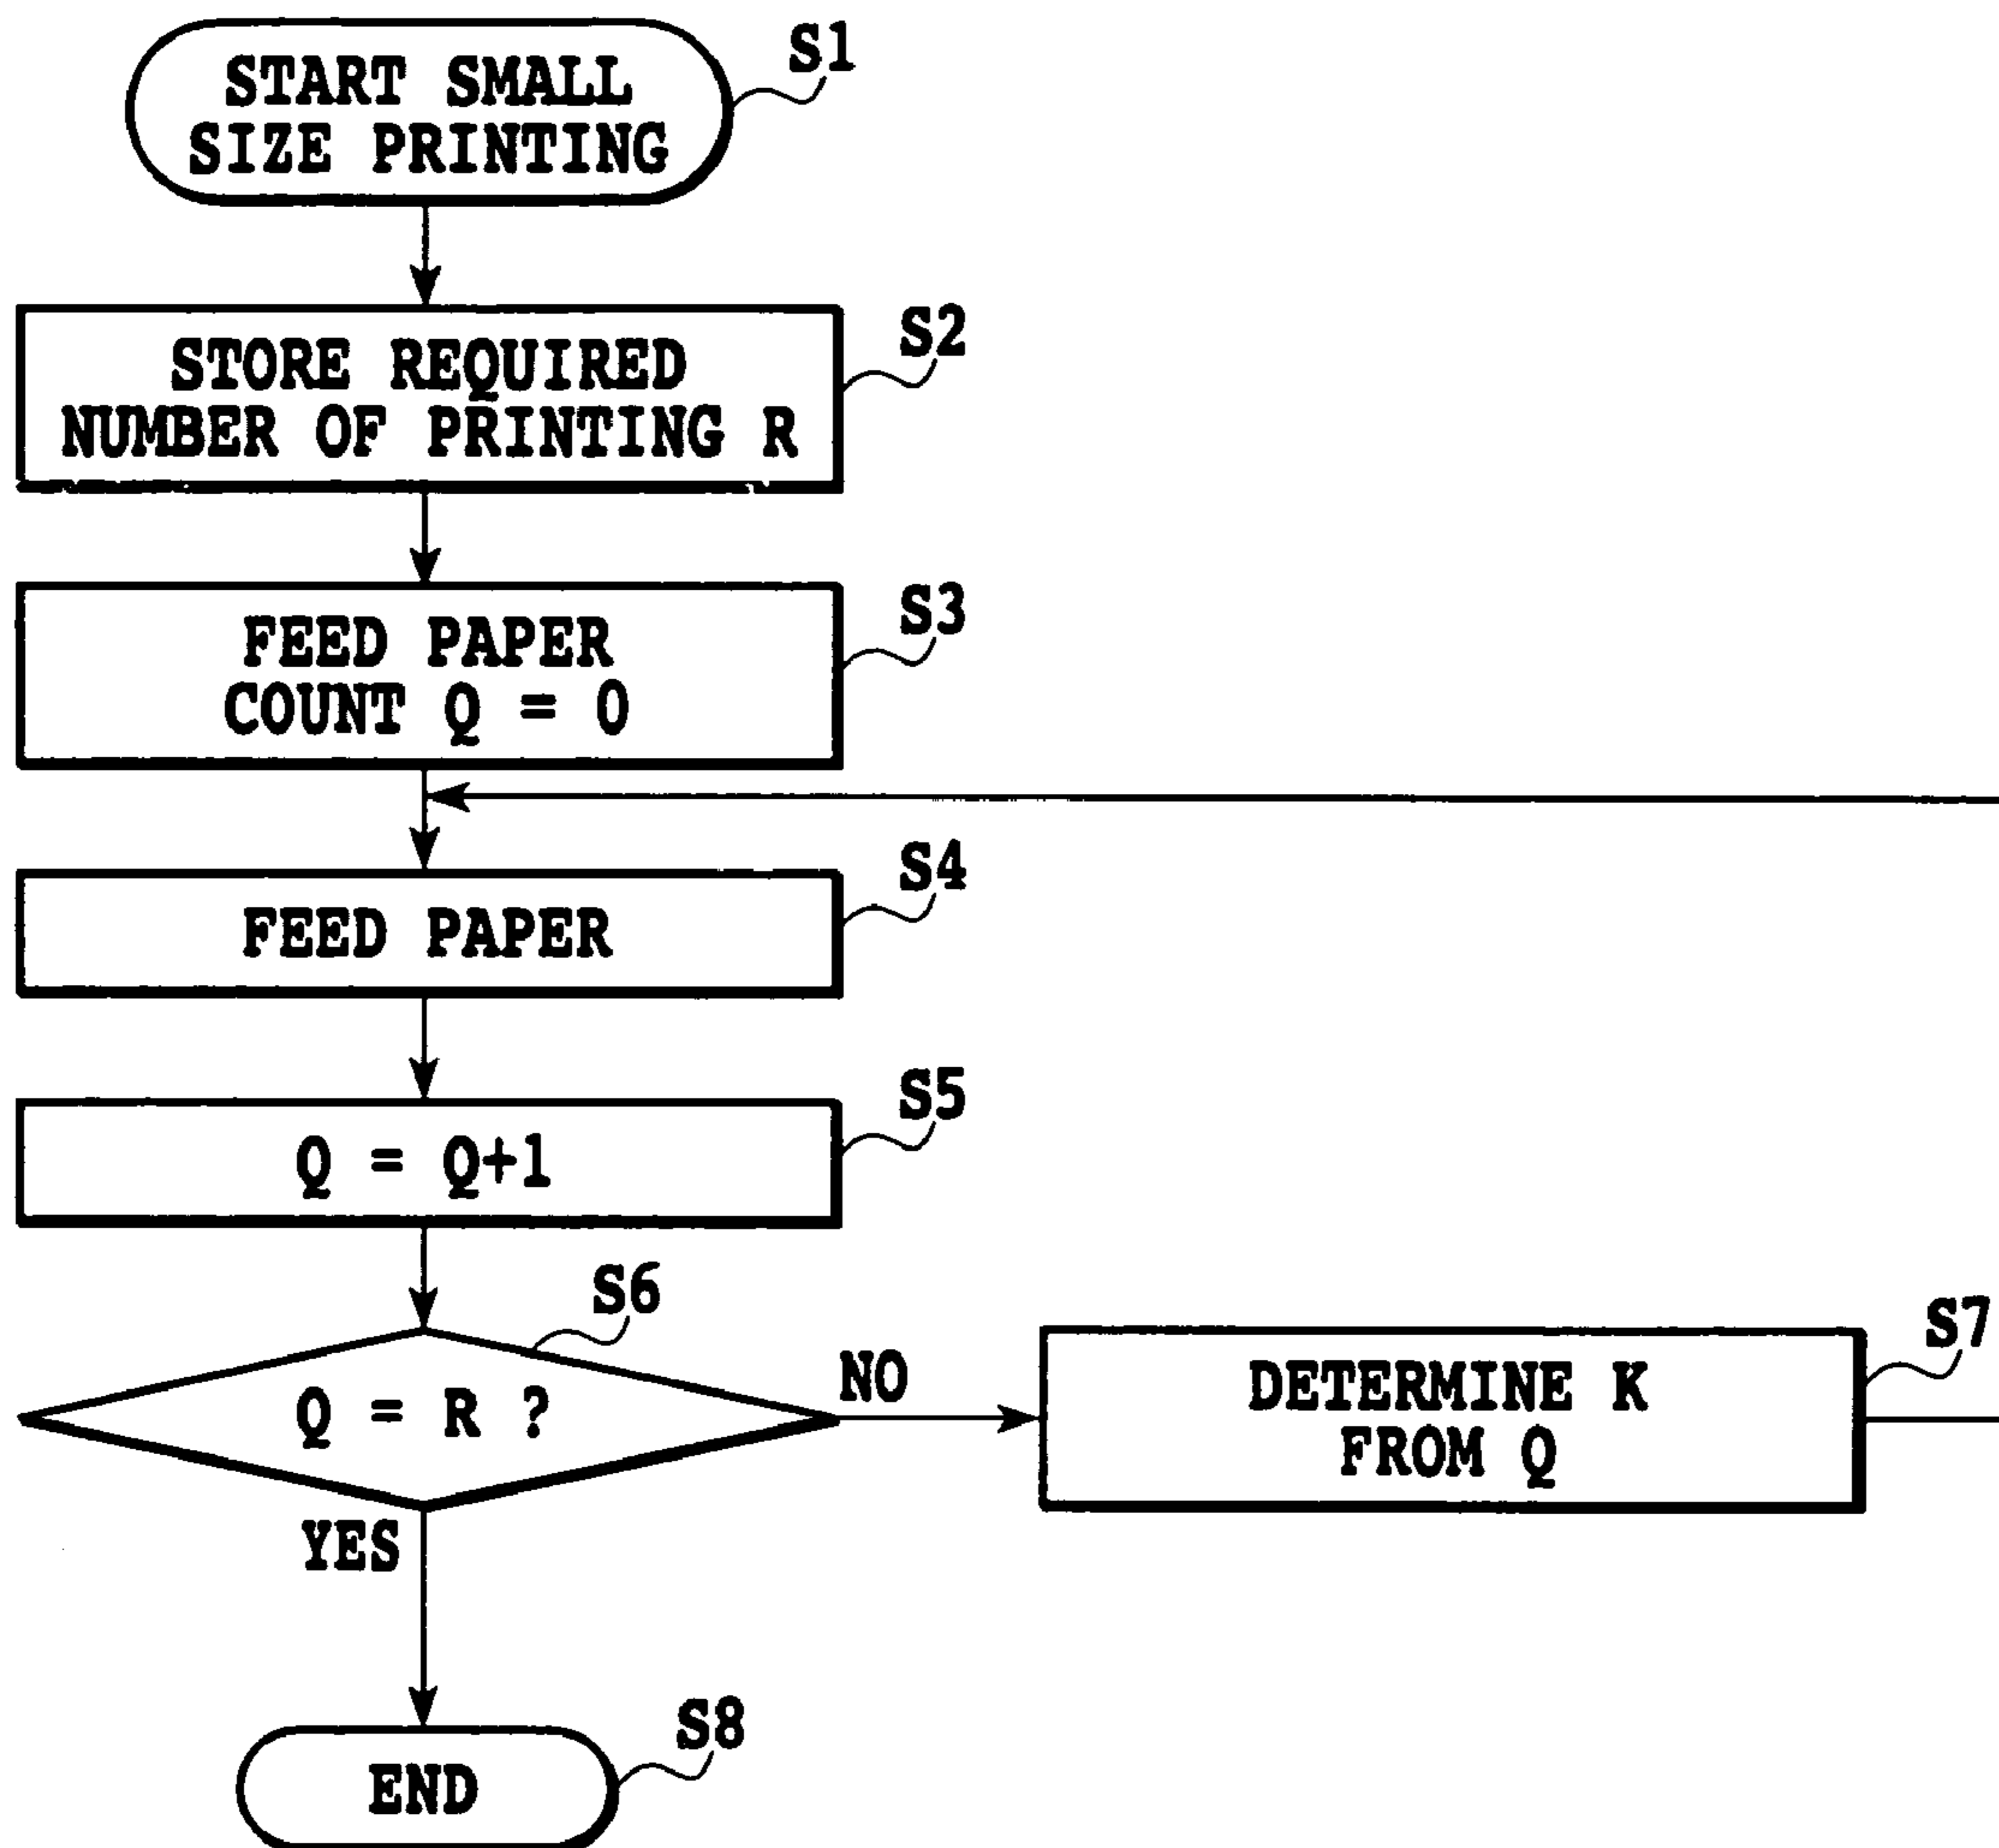 START SMALL
SIZE PRINTING
S1
STORE REQUIRED
NUMBER OF PRINTING R
S2
FEED PAPER
COUNT Q = 0
S3
FEED PAPER
S4
Q = Q+1
S5
Q = R ?
S6
NO
DETERMINE K
FROM Q
S7
YES
END
S8